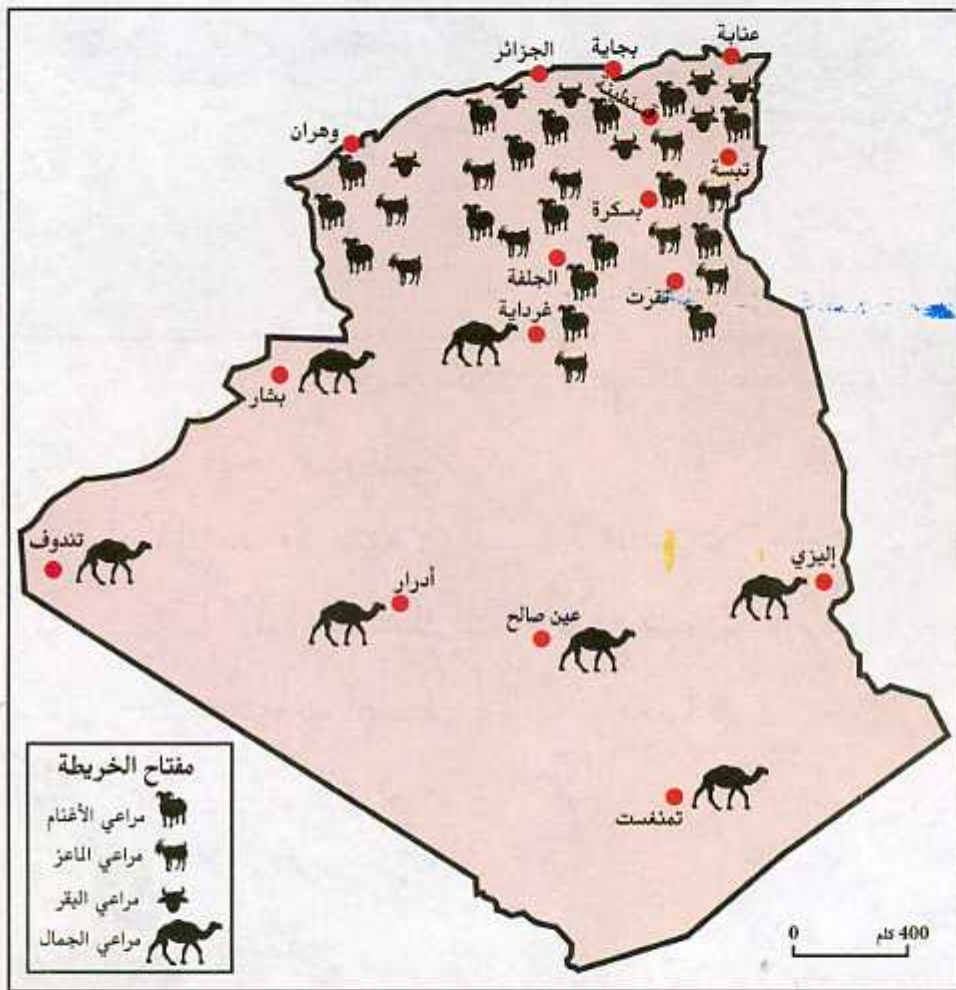 عنابة
بجاية
الجزائر
قسنطينة
وهران
تبسة
بسكرة
الجلفة
تقرت
غرداية
بشار
تندوف
إليزي
أدرار
عين صالح
تمنغست
مفتاح الخريطة
مراعي الأغنام
مراعي الماعز
مراعي البقر
مراعي الجمال
0 400 كلم